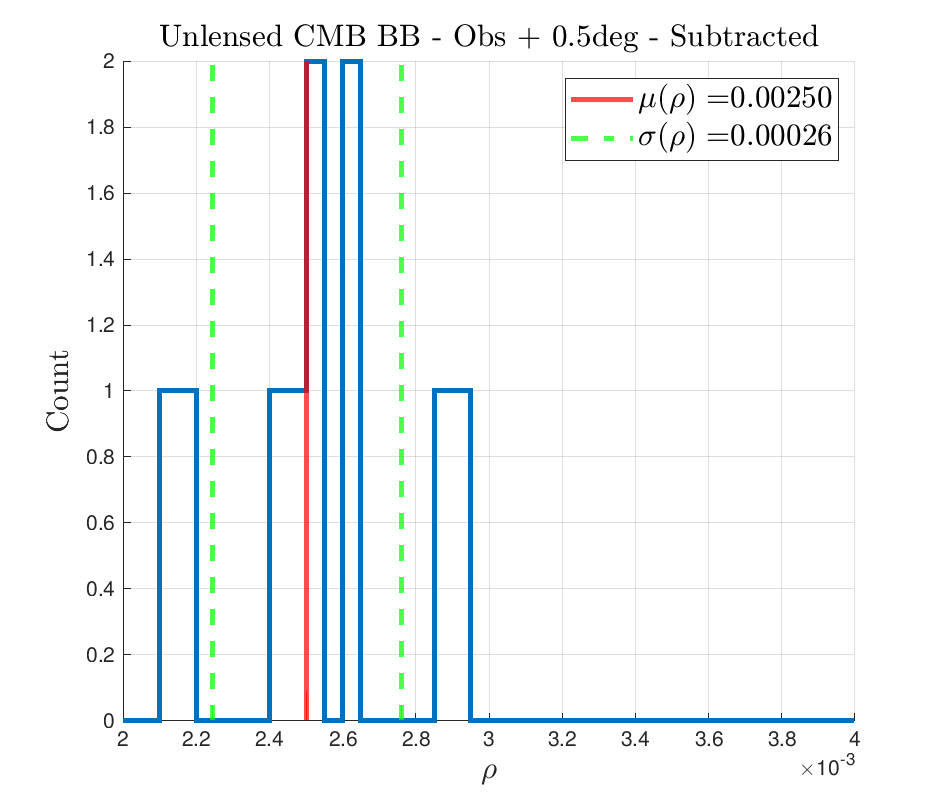 Unlensed CMB BB - Obs + 0.5deg - Subtracted
μ(ρ) =0.00250
σ(ρ) =0.00026
2
1.8
1.6
1.4
1.2
1
0.8
0.6
0.4
0.2
0
Count
2 2.2 2.4 2.6 2.8 3 3.2 3.4 3.6 3.8 4
×10⁻³
ρ